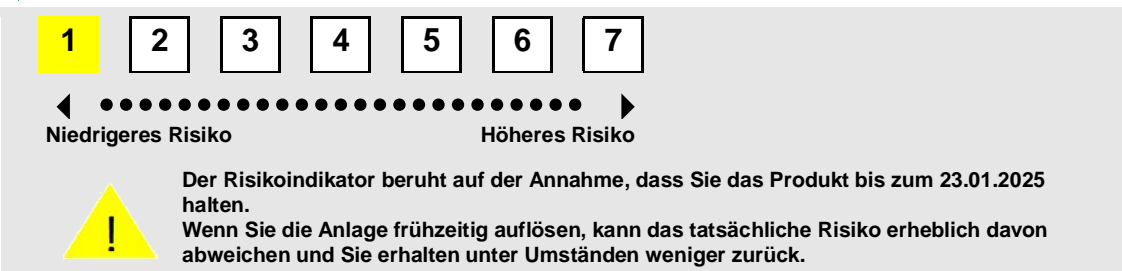 1 2 3 4 5 6 7
Niedrigeres Risiko Höheres Risiko
Der Risikoindikator beruht auf der Annahme, dass Sie das Produkt bis zum 23.01.2025
halten.
Wenn Sie die Anlage frühzeitig auflösen, kann das tatsächliche Risiko erheblich davon
abweichen und Sie erhalten unter Umständen weniger zurück.
!